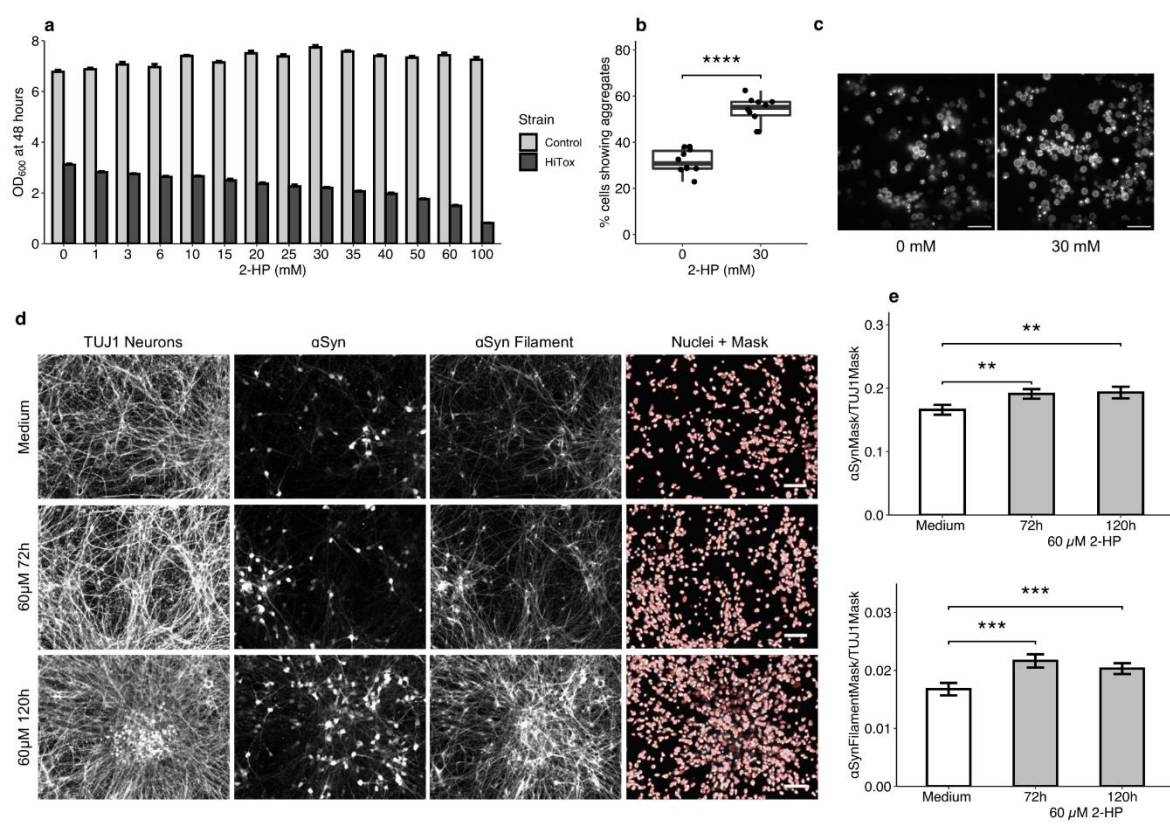 a
8
6
4
2
0
OD600 at 48 hours
0 1 3 6 10 15 20 25 30 35 40 50 60 100
2-HP (mM)
Strain
Control
HiTox
b
80
60
40
20
0
% cells showing aggregates
****
0 30
2-HP (mM)
c
0 mM 30 mM
d
TUJ1 Neurons αSyn αSyn Filament Nuclei + Mask
Medium
60µM 72h
60µM 120h
e
0.3
0.2
0.1
0.0
αSynMask/TUJ1Mask
**
**
Medium 72h 120h
60 µM 2-HP
0.03
0.02
0.01
0.00
αSynFilamentMask/TUJ1Mask
***
***
Medium 72h 120h
60 µM 2-HP